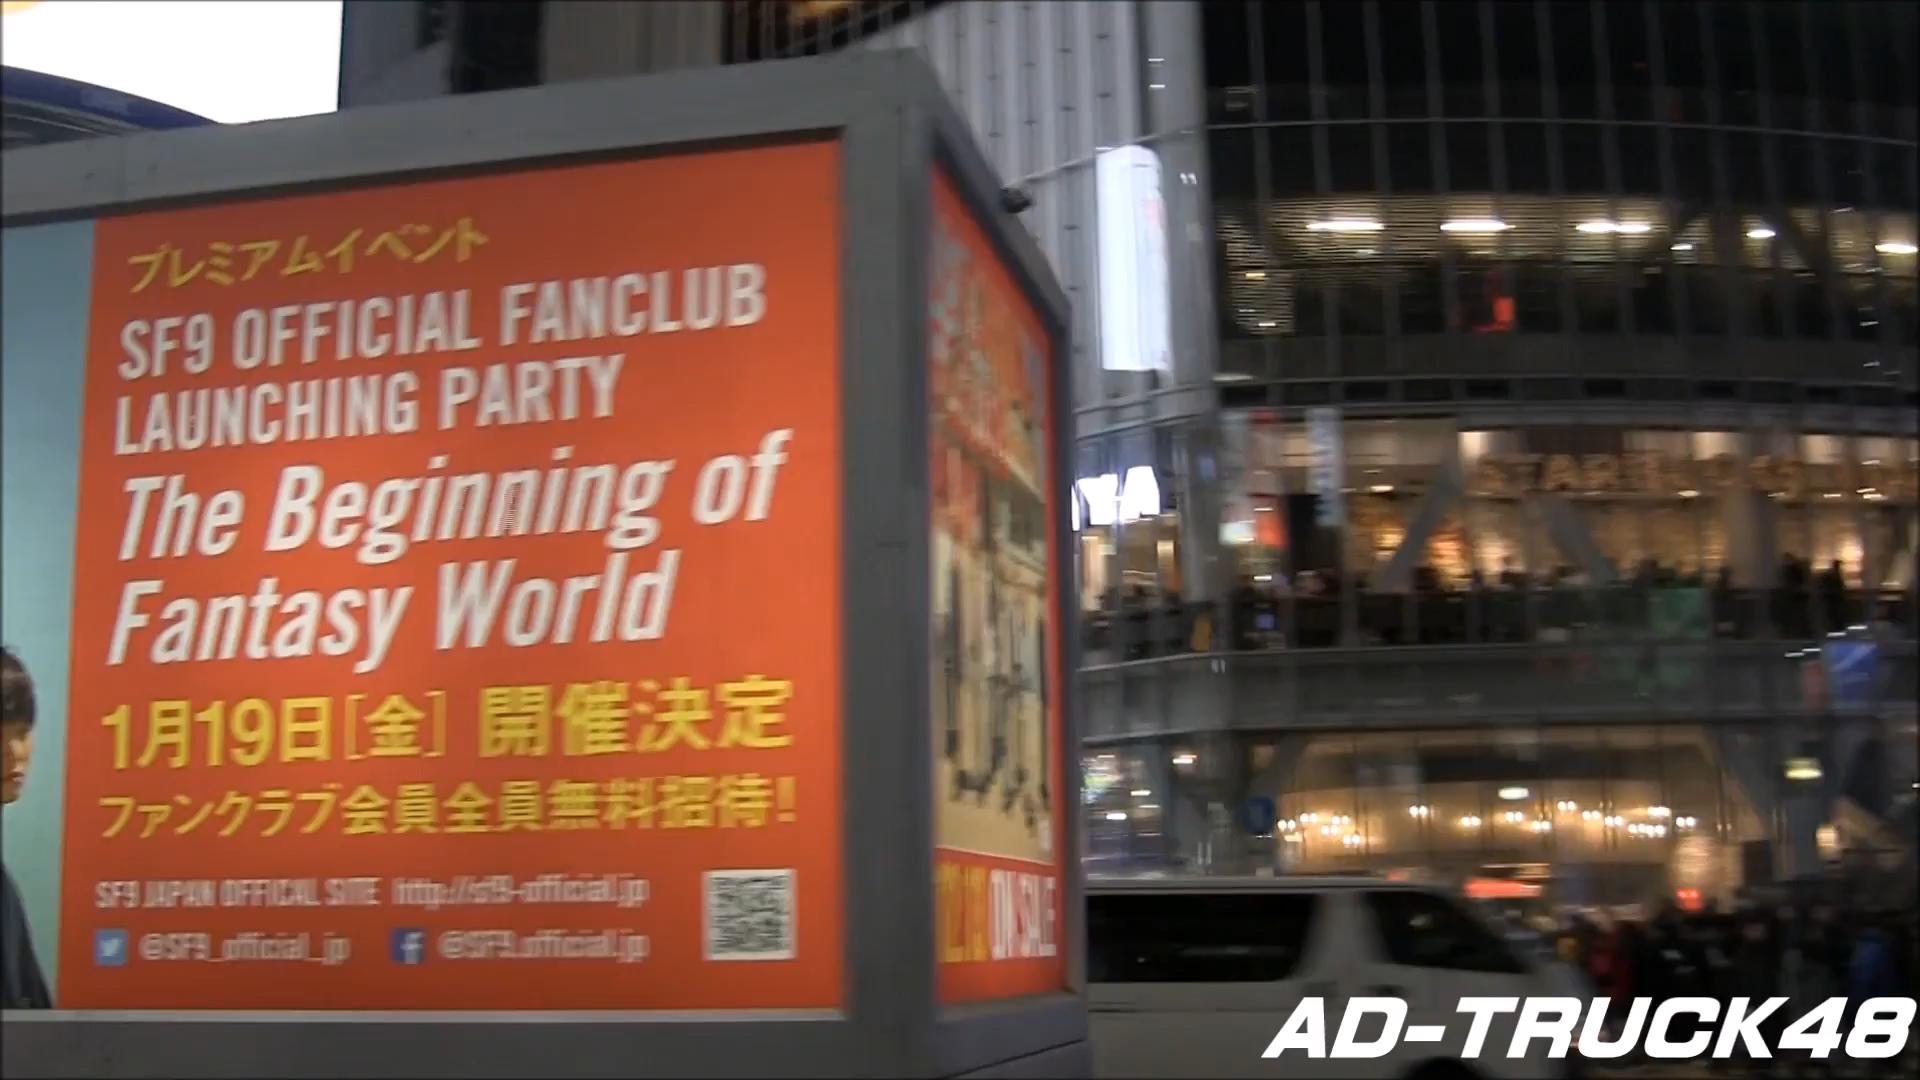 プレミアムイベント
SF9 OFFICIAL FANCLUB
LAUNCHING PARTY
The Beginning of
Fantasy World
1月19日[金] 開催決定
ファンクラブ会員全員無料招待!
SF9 JAPAN OFFICIAL SITE http://sf9-official.jp
@SF9_official_jp @SF9.official.jp
ON SALE
AD-TRUCK48